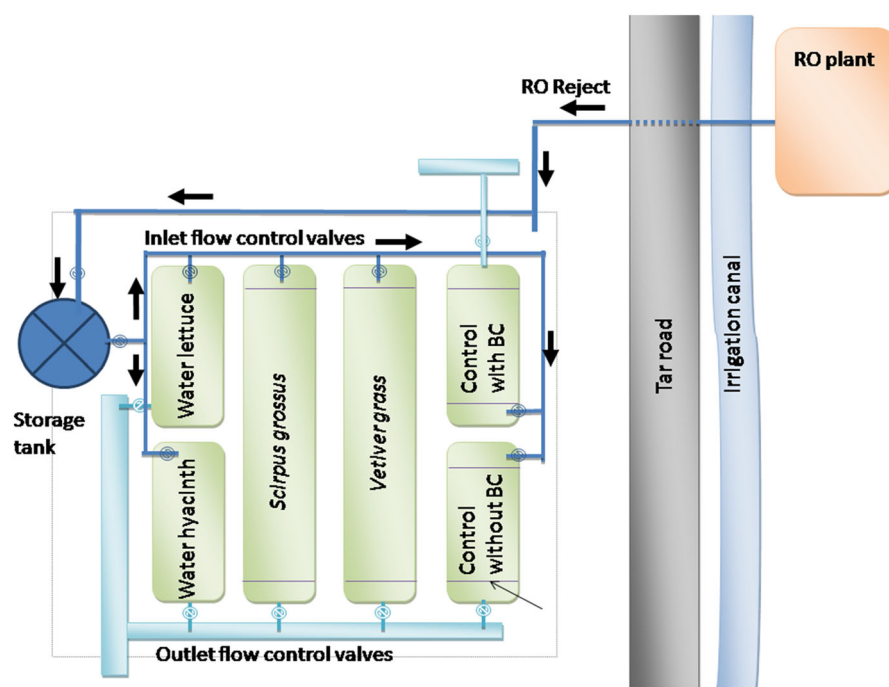 RO plant
RO Reject
Inlet flow control valves
Water lettuce
Scirpus grossus
Vetiver grass
Control
with BC
Tar road
Irrigation canal
Storage
tank
Water hyacinth
Control
without BC
Outlet flow control valves